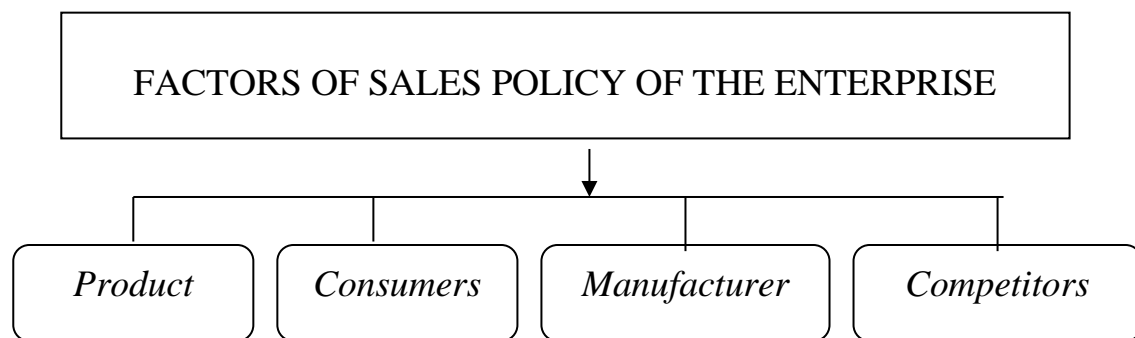 FACTORS OF SALES POLICY OF THE ENTERPRISE
Product Consumers Manufacturer Competitors